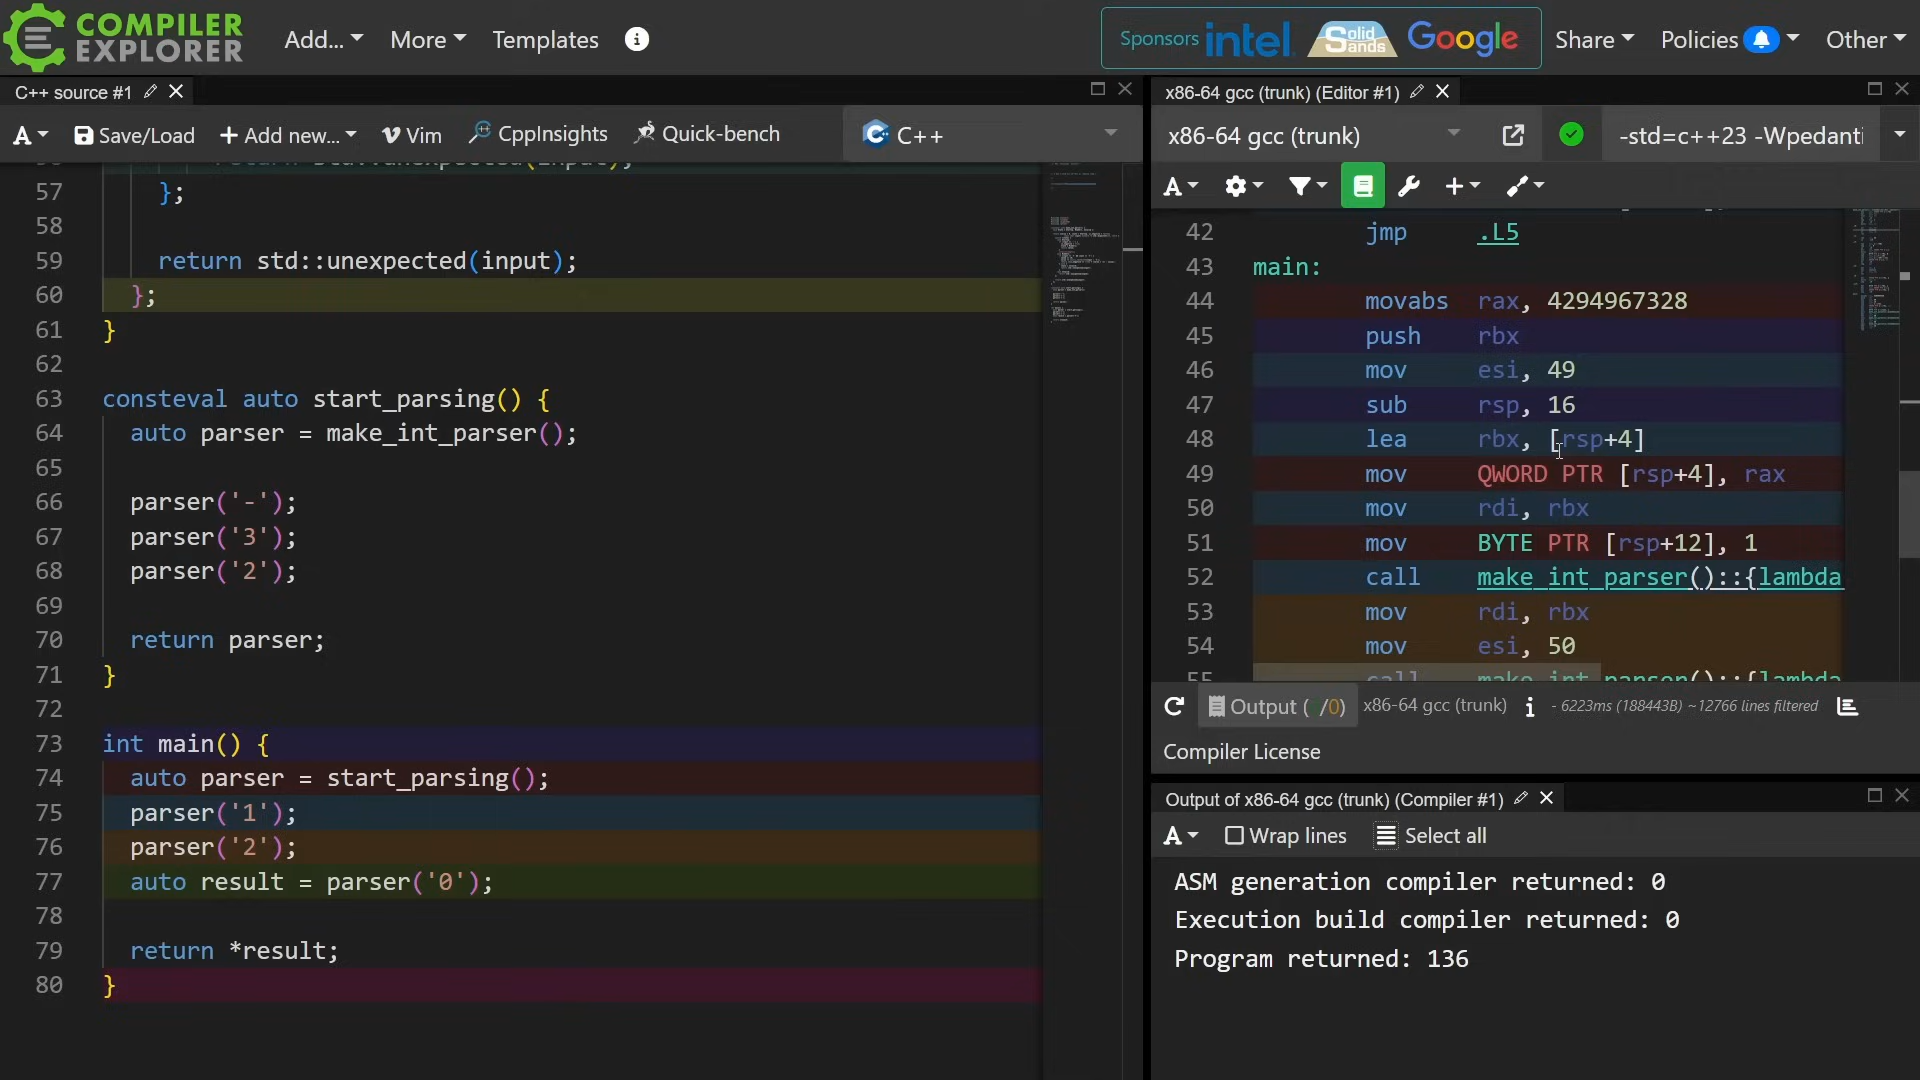 COMPILER
EXPLORER
Add... More Templates
Sponsors intel Solid Sands Google Share Policies Other
C++ source #1
A Save/Load + Add new... Vim CppInsights Quick-bench C++
57 };
58
59 return std::unexpected(input);
60 };
61 }
62
63 consteval auto start_parsing() {
64 auto parser = make_int_parser();
65
66 parser('-');
67 parser('3');
68 parser('2');
69
70 return parser;
71 }
72
73 int main() {
74 auto parser = start_parsing();
75 parser('1');
76 parser('2');
77 auto result = parser('0');
78
79 return *result;
80 }
x86-64 gcc (trunk) (Editor #1)
x86-64 gcc (trunk) -std=c++23 -Wpedanti
A
42 jmp .L5
43 main:
44 movabs rax, 4294967328
45 push rbx
46 mov esi, 49
47 sub rsp, 16
48 lea rbx, [rsp+4]
49 mov QWORD PTR [rsp+4], rax
50 mov rdi, rbx
51 mov BYTE PTR [rsp+12], 1
52 call make_int_parser()::{lambda
53 mov rdi, rbx
54 mov esi, 50
55 call make_int_parser()::{lambda
Output ( /0) x86-64 gcc (trunk) i - 6223ms (188443B) ~12766 lines filtered
Compiler License
Output of x86-64 gcc (trunk) (Compiler #1)
A Wrap lines Select all
ASM generation compiler returned: 0
Execution build compiler returned: 0
Program returned: 136